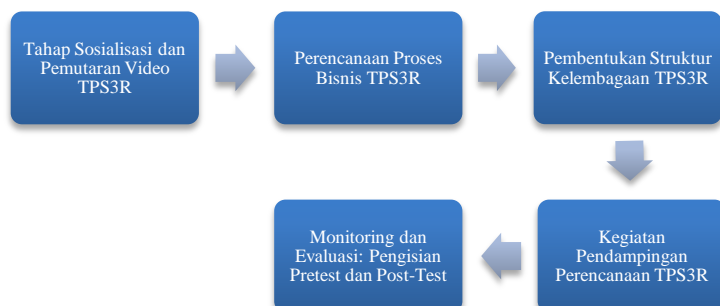 Tahap Sosialisasi dan
Pemutaran Video
TPS3R
Perencanaan Proses
Bisnis TPS3R
Pembentukan Struktur
Kelembagaan TPS3R
Kegiatan
Pendampingan
Perencanaan TPS3R
Monitoring dan
Evaluasi: Pengisian
Pretest dan Post-Test